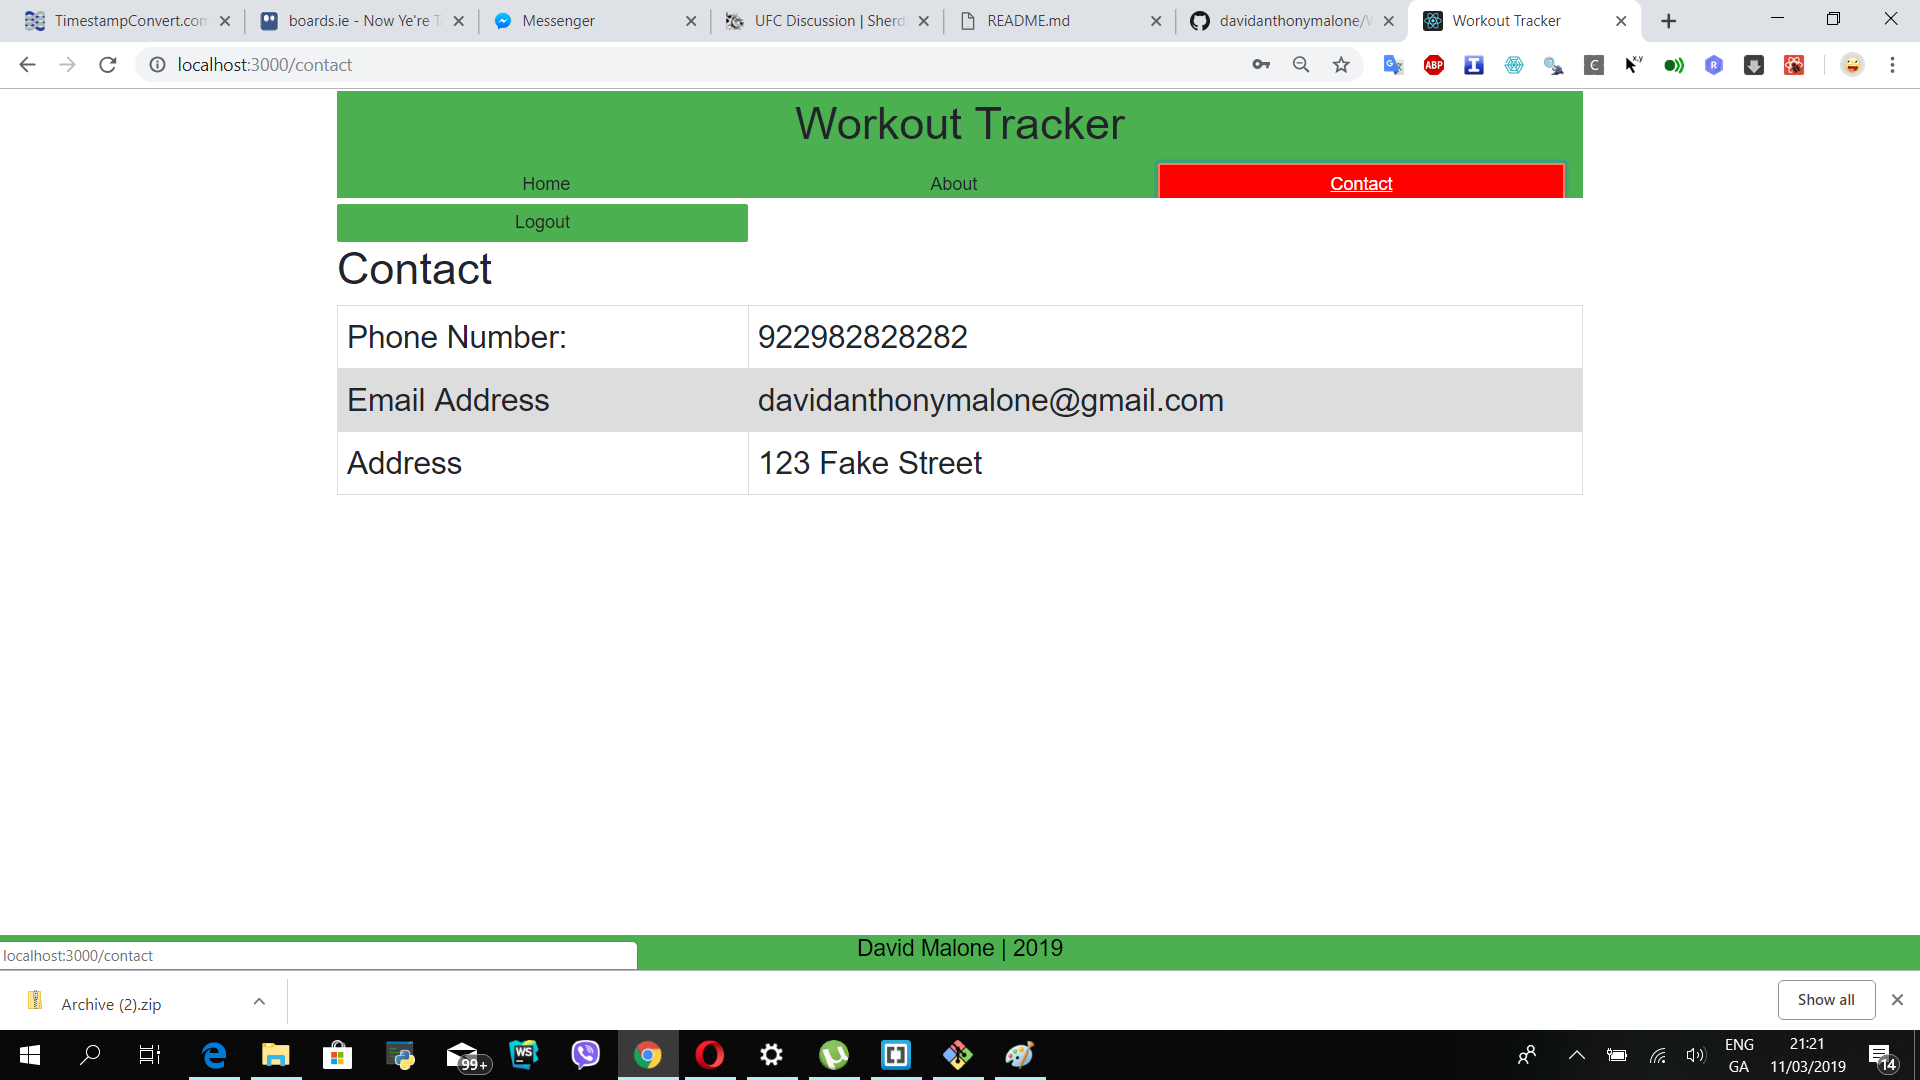 TimestampConvert.com
boards.ie - Now Ye're T
Messenger
UFC Discussion | Sherd
README.md
davidanthonymalone/W
Workout Tracker
localhost:3000/contact
Workout Tracker
Home
About
Contact
Logout
Contact
Phone Number:
922982828282
Email Address
davidanthonymalone@gmail.com
Address
123 Fake Street
David Malone | 2019
localhost:3000/contact
Archive (2).zip
Show all
99+
WS
ENG
GA
21:21
11/03/2019
14
ABP
C
x,y
R